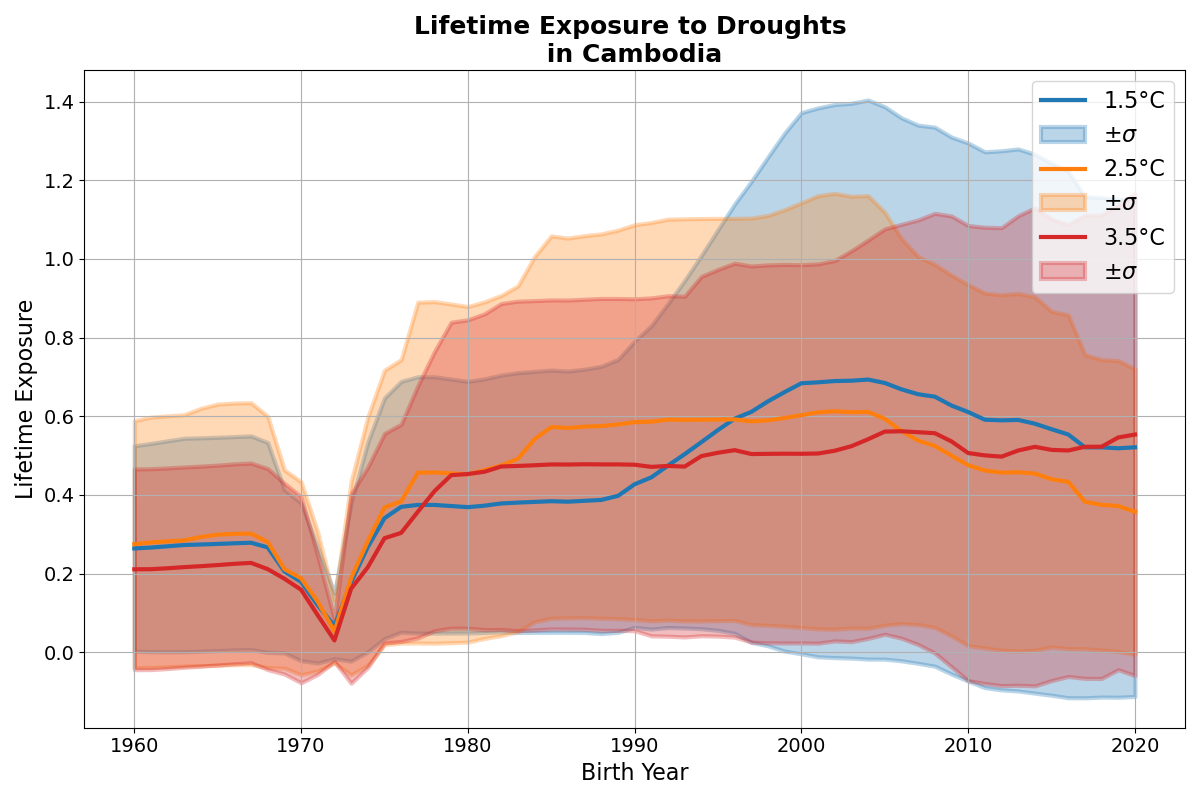 Lifetime Exposure to Droughts
in Cambodia
1.4
1.2
1.0
0.8
0.6
0.4
0.2
0.0
Lifetime Exposure
1960 1970 1980 1990 2000 2010 2020
Birth Year
1.5°C
±σ
2.5°C
±σ
3.5°C
±σ